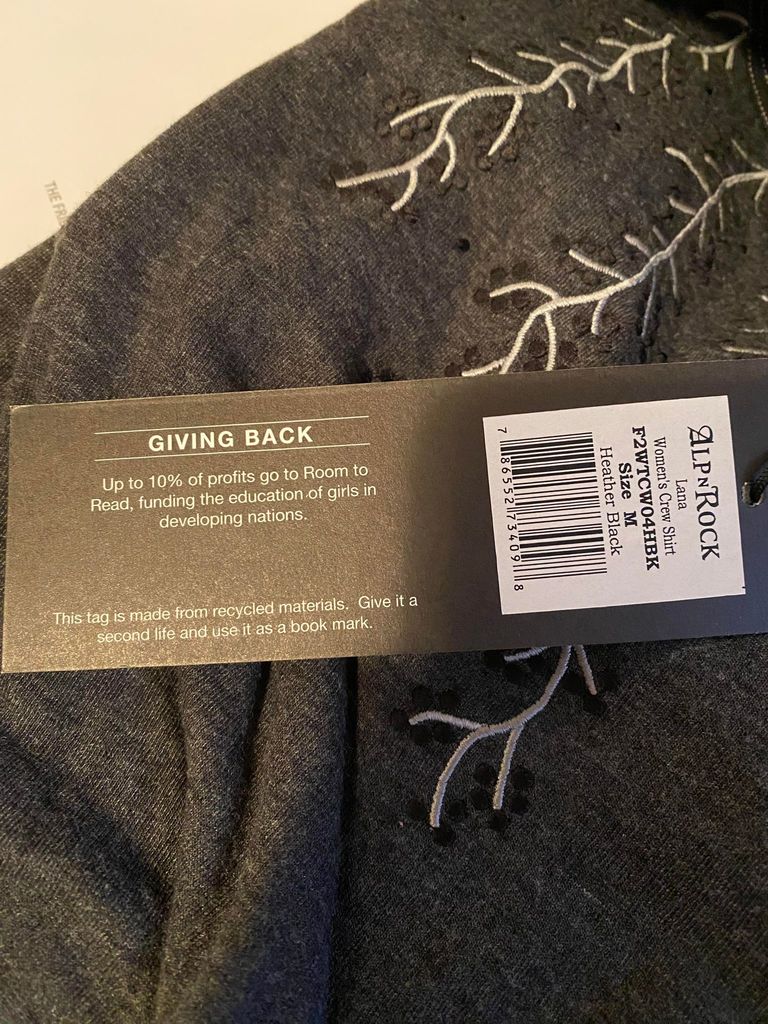 GIVING BACK
Up to 10% of profits go to Room to
Read, funding the education of girls in
developing nations.
This tag is made from recycled materials. Give it a
second life and use it as a book mark.
ALPNROCK
Lana
Women's Crew Shirt
F2WTCW04HBK
Size M
Heather Black
7 86552 73409 8
THE